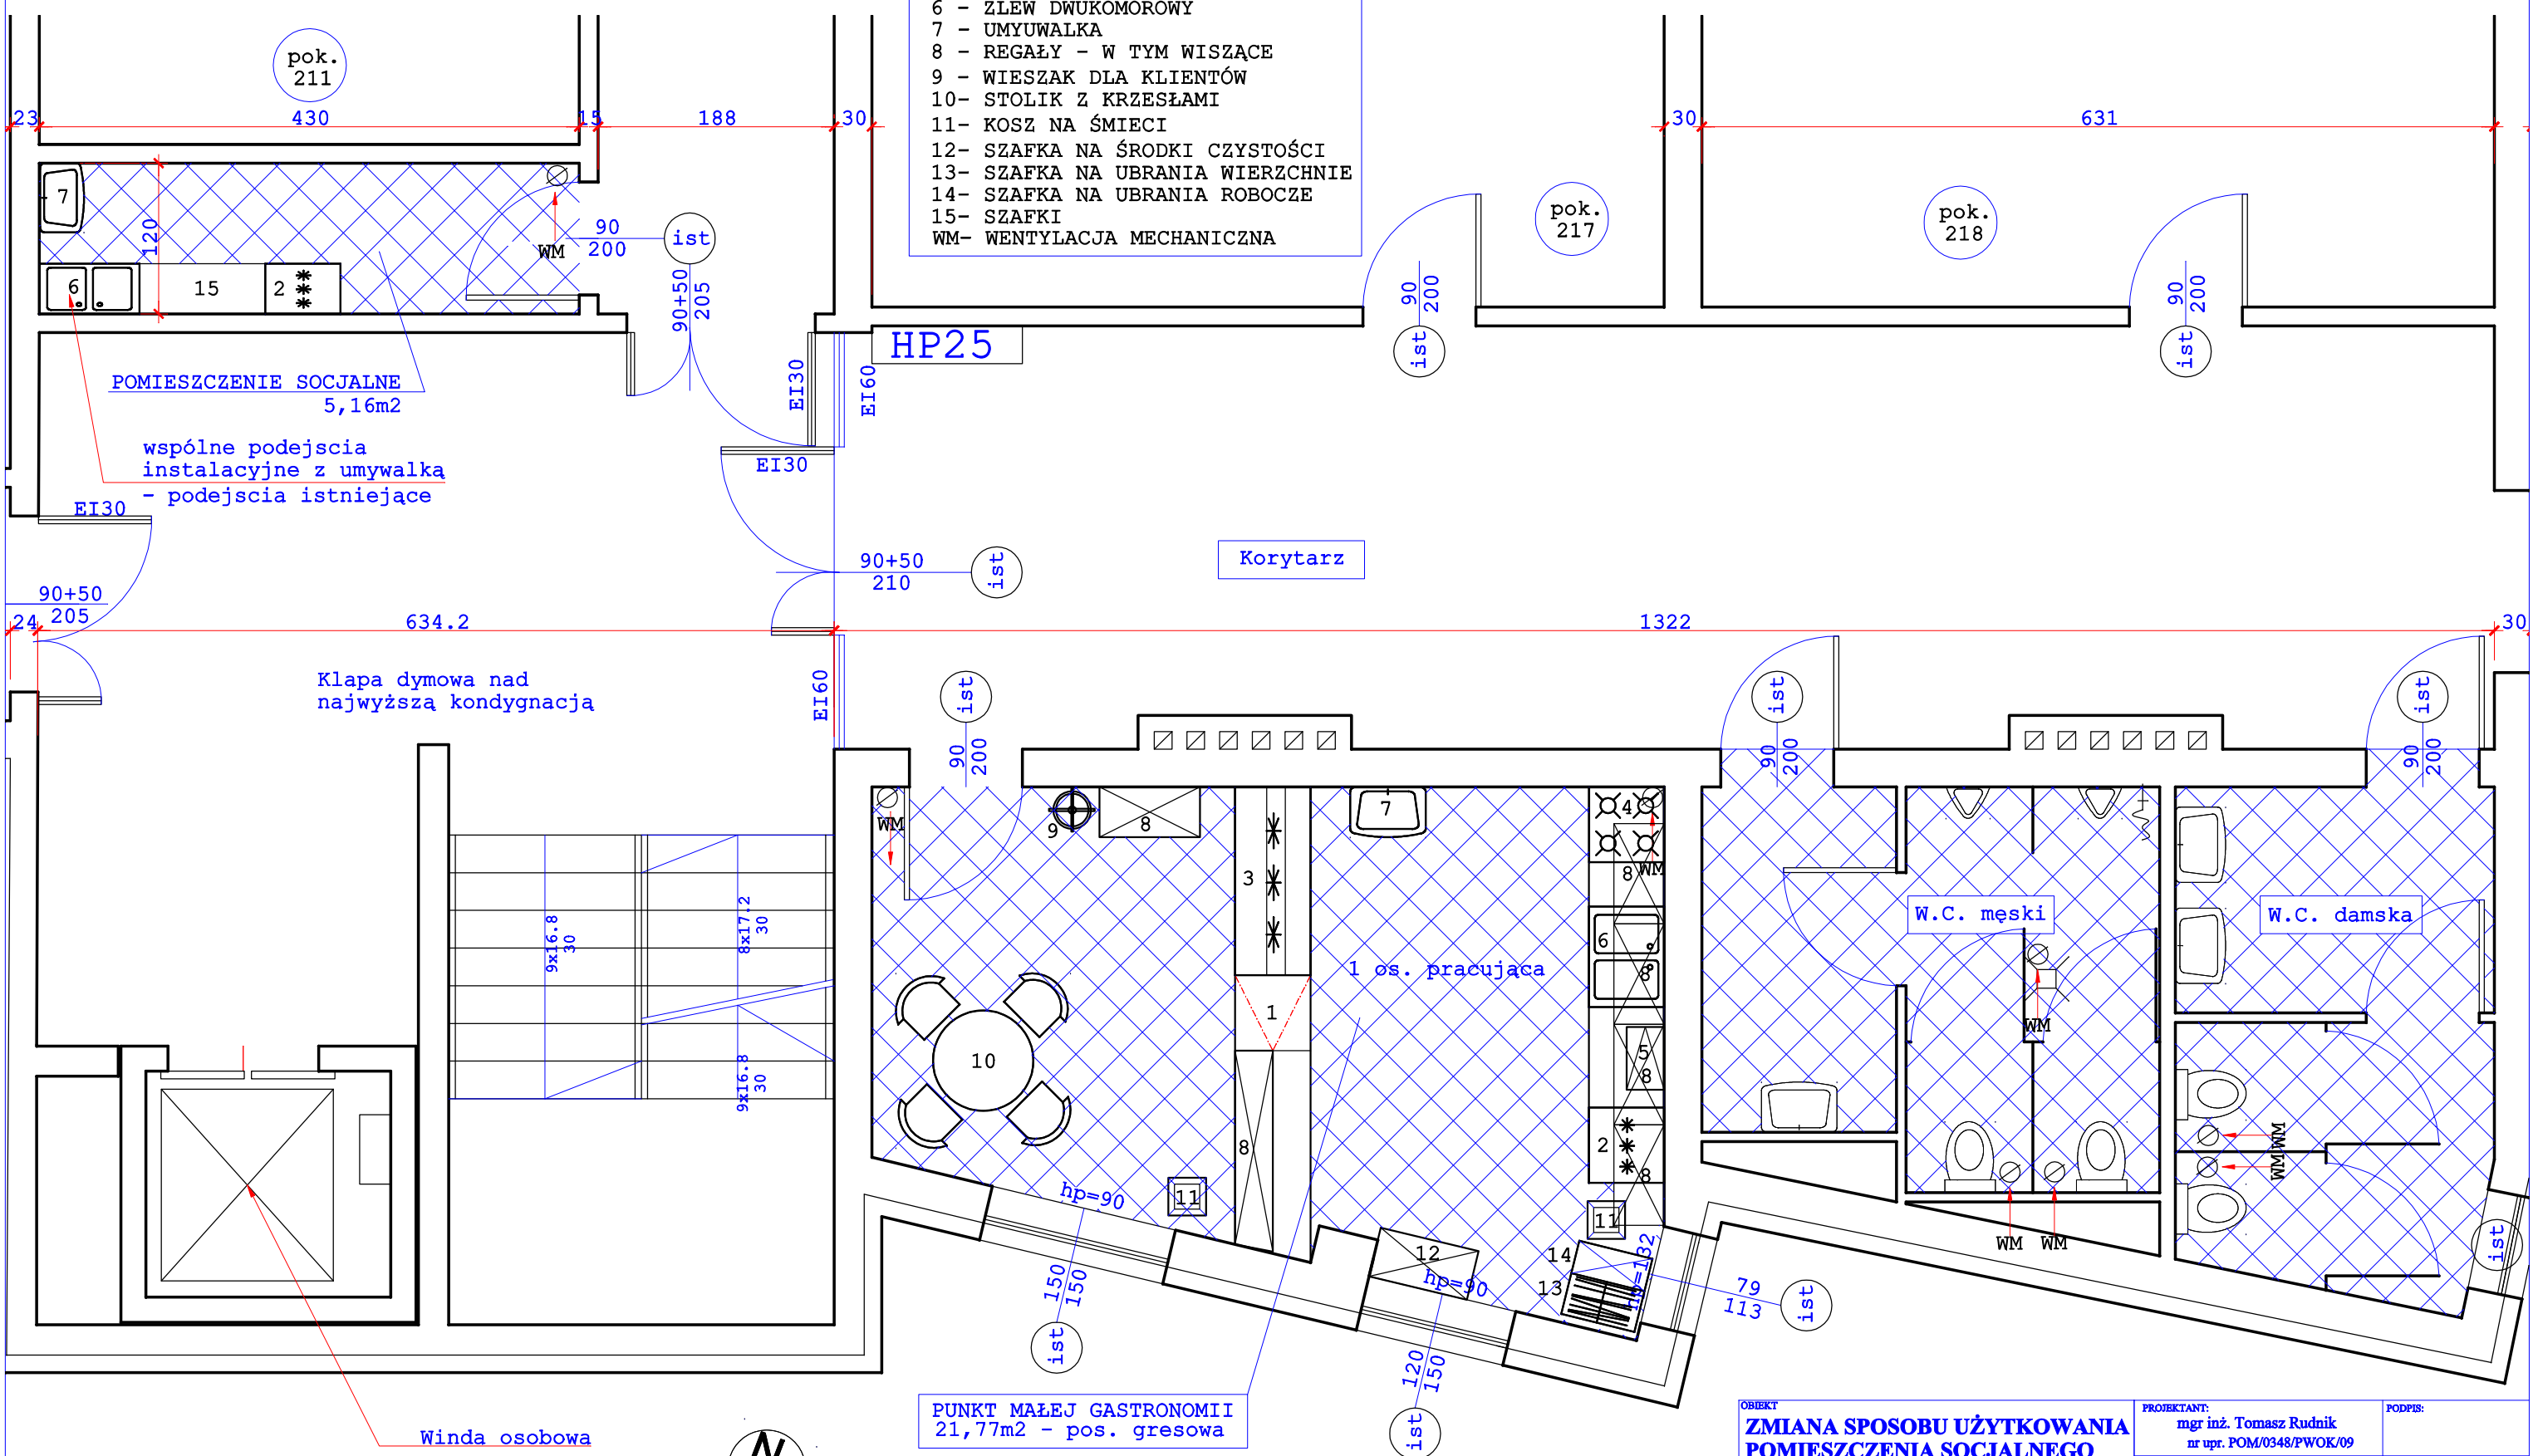 6 - ZLEW DWUKOMOROWY
7 - UMYUWALKA
8 - REGAŁY - W TYM WISZĄCE
9 - WIESZAK DLA KLIENTÓW
10- STOLIK Z KRZESŁAMI
11- KOSZ NA ŚMIECI
12- SZAFKA NA ŚRODKI CZYSTOŚCI
13- SZAFKA NA UBRANIA WIERZCHNIE
14- SZAFKA NA UBRANIA ROBOCZE
15- SZAFKI
WM- WENTYLACJA MECHANICZNA
pok.
211
23
430
15
188
30
30
631
pok.
217
pok.
218
7
120
WM
90
200
ist
6
15
2
90+50
205
HP25
90
200
ist
90
200
ist
EI30
EI60
EI30
POMIESZCZENIE SOCJALNE
5,16m2
wspólne podejscia
instalacyjne z umywalką
- podejscia istniejące
EI30
90+50
205
90+50
210
ist
Korytarz
24
634.2
1322
30
Klapa dymowa nad
najwyższą kondygnacją
EI60
ist
90
200
ist
90
200
ist
90
200
WM
9
8
3
7
4
8
WM
6
8
1 os. pracująca
1
10
5
8
2
8
8
11
11
W.C. męski
W.C. damska
WM
WM
WM
WM
WM
9x16.8
30
8x17.2
30
9x16.8
30
hp=90
150
150
ist
12
hp=90
14
13
hp=132
79
113
ist
120
150
ist
ist
PUNKT MAŁEJ GASTRONOMII
21,77m2 - pos. gresowa
Winda osobowa
N
OBIEKT
ZMIANA SPOSOBU UŻYTKOWANIA
POMIESZCZENIA SOCJALNEGO
PROJEKTANT:
mgr inż. Tomasz Rudnik
nr upr. POM/0348/PWOK/09
PODPIS: